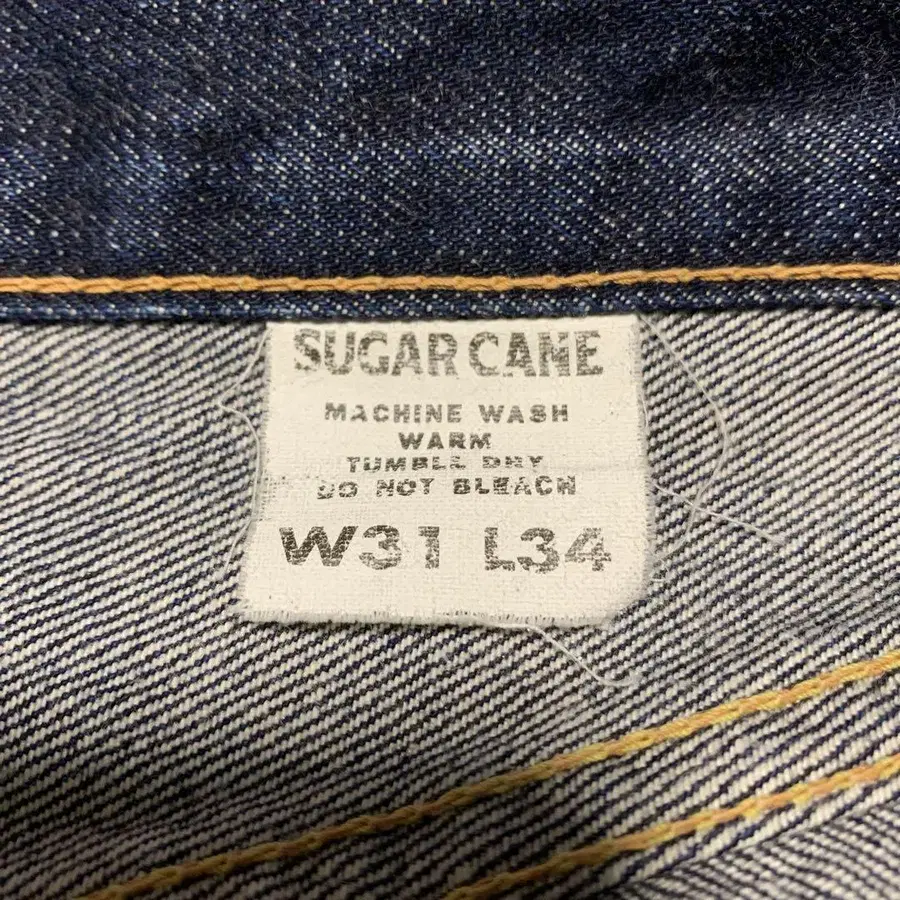 SUGAR CANE
MACHINE WASH
WARM
TUMBLE DRY
DO NOT BLEACH
W31 L34